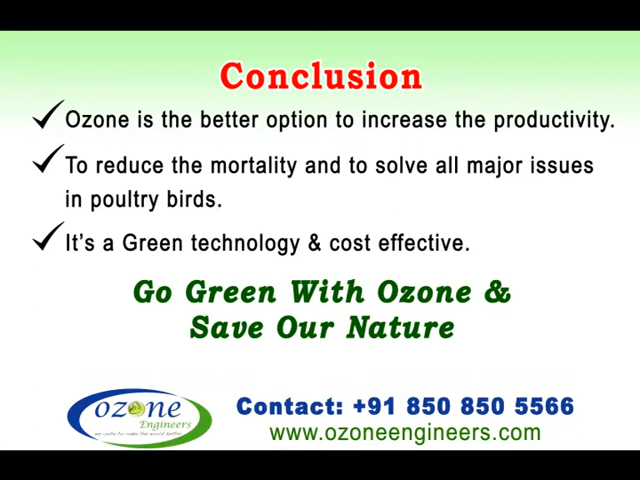 Conclusion
Ozone is the better option to increase the productivity.
To reduce the mortality and to solve all major issues
in poultry birds.
It's a Green technology & cost effective.
Go Green With Ozone &
Save Our Nature
ozone
Engineers
Contact: +91 850 850 5566
www.ozoneengineers.com